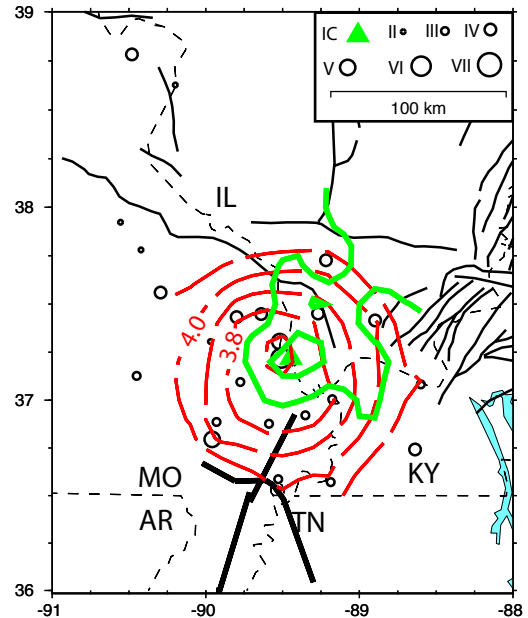 39
IC II III IV
V VI VII
100 km
38
IL
4.0
3.8
37
MO
KY
AR
TN
36
-91 -90 -89 -88